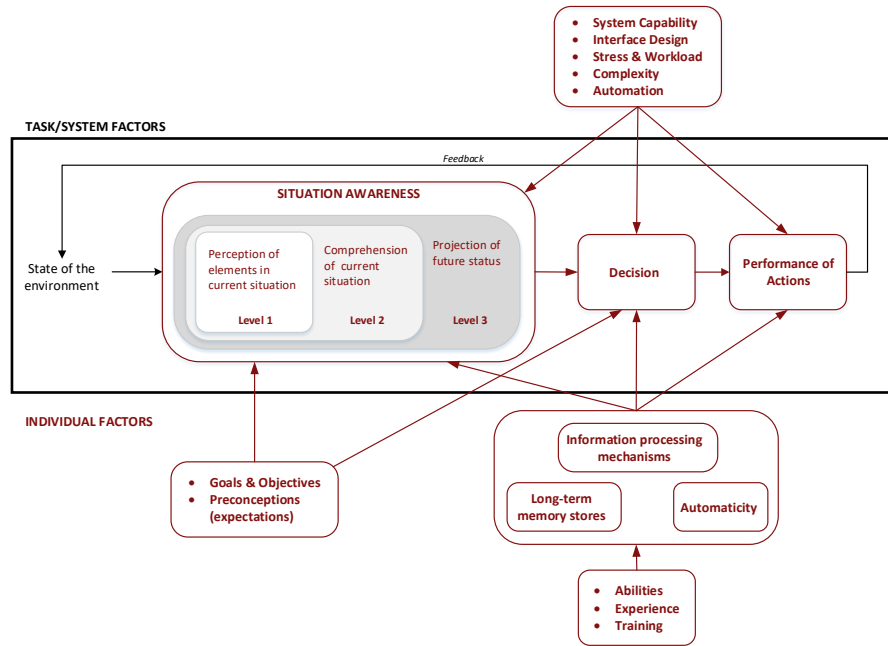 • System Capability
• Interface Design
• Stress & Workload
• Complexity
• Automation
TASK/SYSTEM FACTORS
Feedback
SITUATION AWARENESS
State of the
environment
Perception of
elements in
current situation
Level 1
Comprehension
of current
situation
Level 2
Projection of
future status
Level 3
Decision
Performance of
Actions
INDIVIDUAL FACTORS
• Goals & Objectives
• Preconceptions
(expectations)
Information processing
mechanisms
Long-term
memory stores
Automaticity
• Abilities
• Experience
• Training